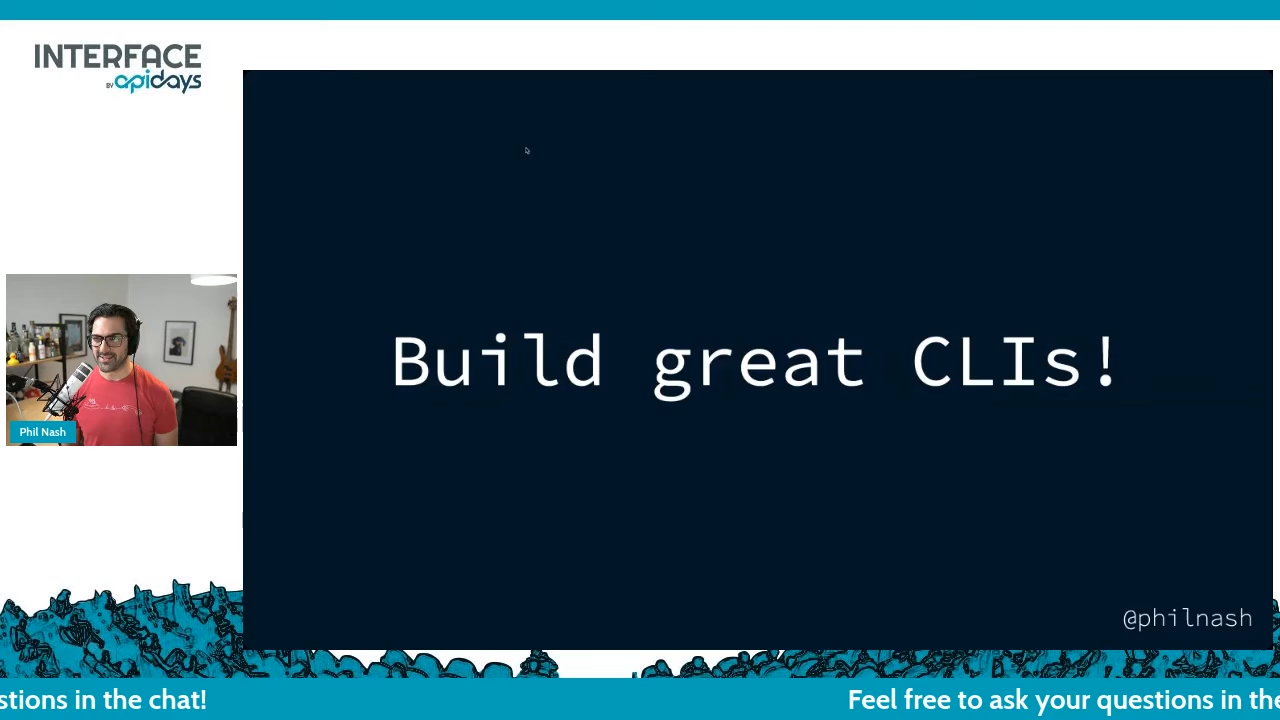 INTERFACE
BY apidays
Build great CLIs!
Phil Nash
@philnash
stions in the chat!
Feel free to ask your questions in the